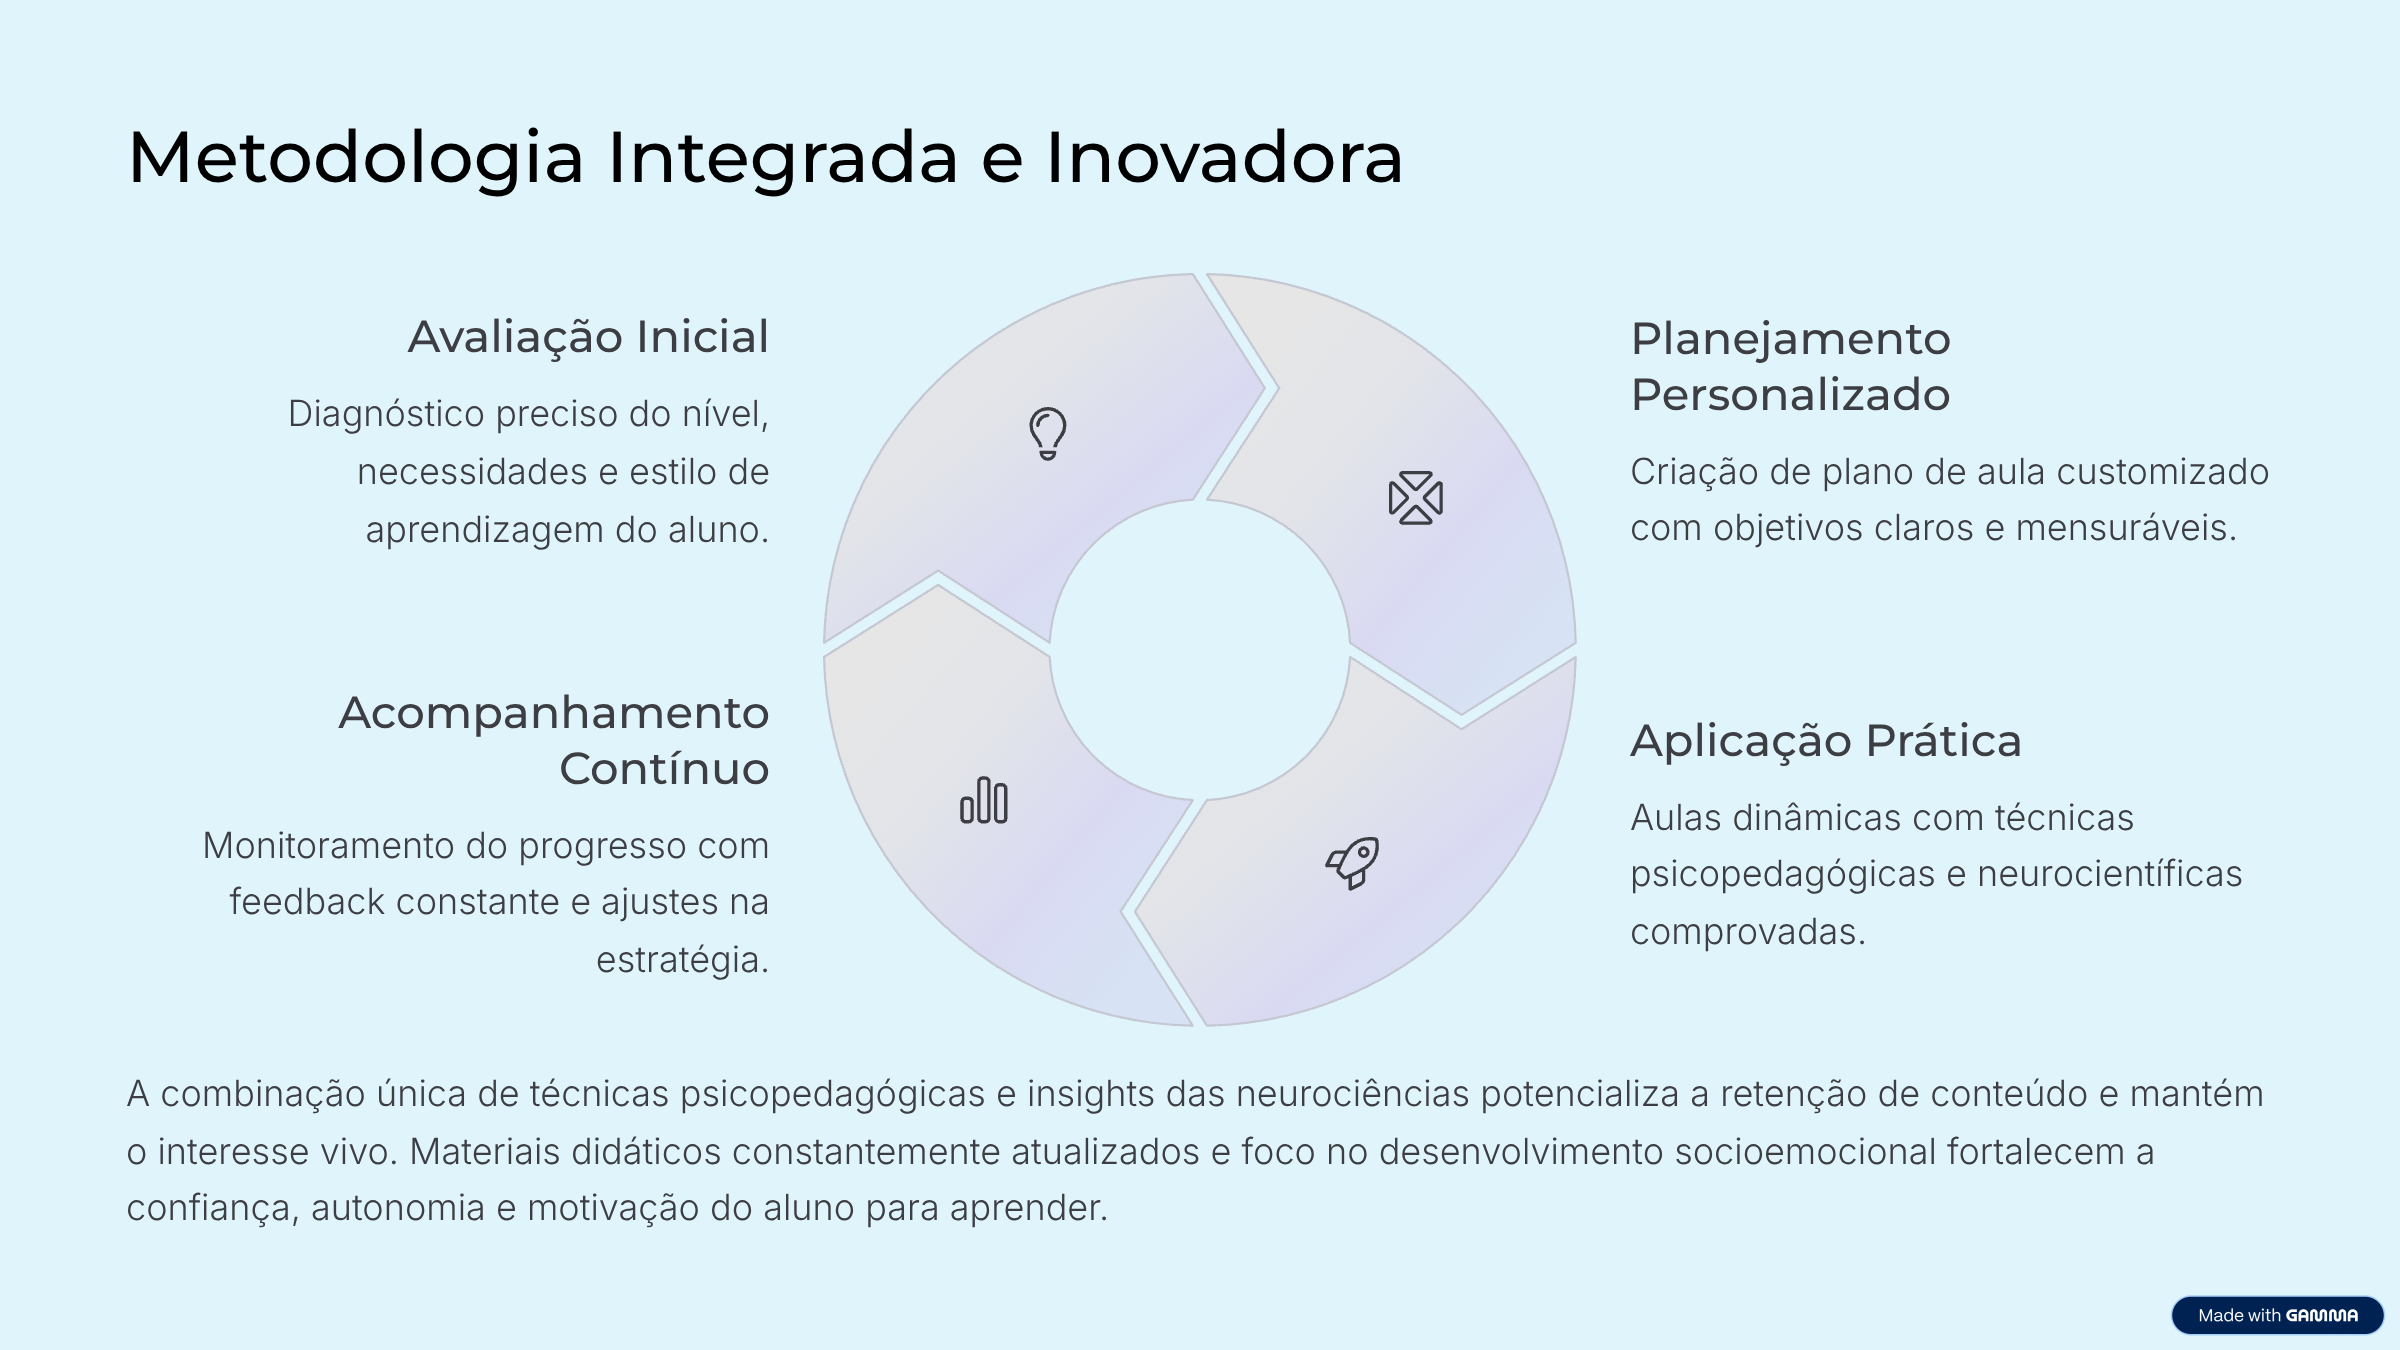 Metodologia Integrada e Inovadora
Avaliação Inicial
Diagnóstico preciso do nível,
necessidades e estilo de
aprendizagem do aluno.
Planejamento
Personalizado
Criação de plano de aula customizado
com objetivos claros e mensuráveis.
Aplicação Prática
Aulas dinâmicas com técnicas
psicopedagógicas e neurocientíficas
comprovadas.
Acompanhamento
Contínuo
Monitoramento do progresso com
feedback constante e ajustes na
estratégia.
A combinação única de técnicas psicopedagógicas e insights das neurociências potencializa a retenção de conteúdo e mantém
o interesse vivo. Materiais didáticos constantemente atualizados e foco no desenvolvimento socioemocional fortalecem a
confiança, autonomia e motivação do aluno para aprender.
Made with GAMMA